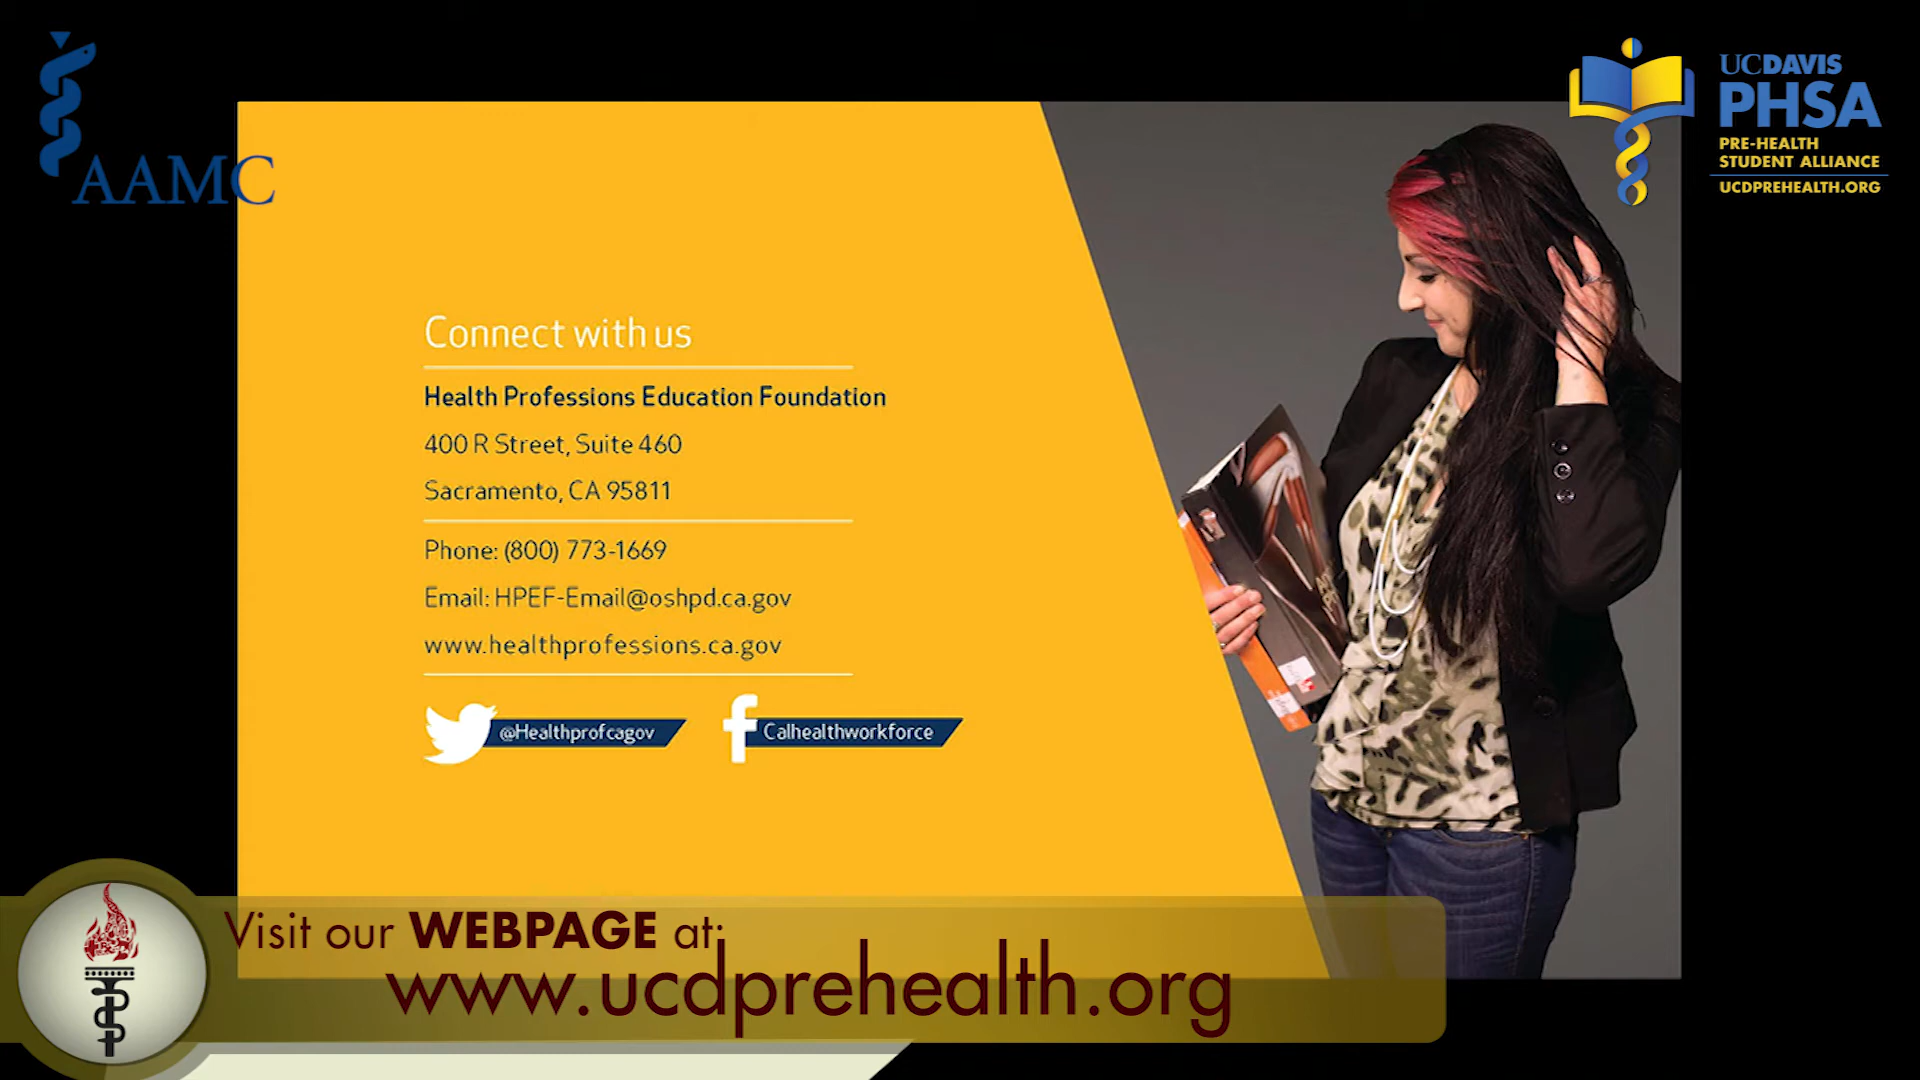 AAMC
UCDAVIS
PHSA
PRE-HEALTH
STUDENT ALLIANCE
UCDPREHEALTH.ORG
Connect with us
Health Professions Education Foundation
400 R Street, Suite 460
Sacramento, CA 95811
Phone: (800) 773-1669
Email: HPEF-Email@oshpd.ca.gov
www.healthprofessions.ca.gov
@Healthprofcagov
Calhealthworkforce
Visit our WEBPAGE at:
www.ucdprehealth.org